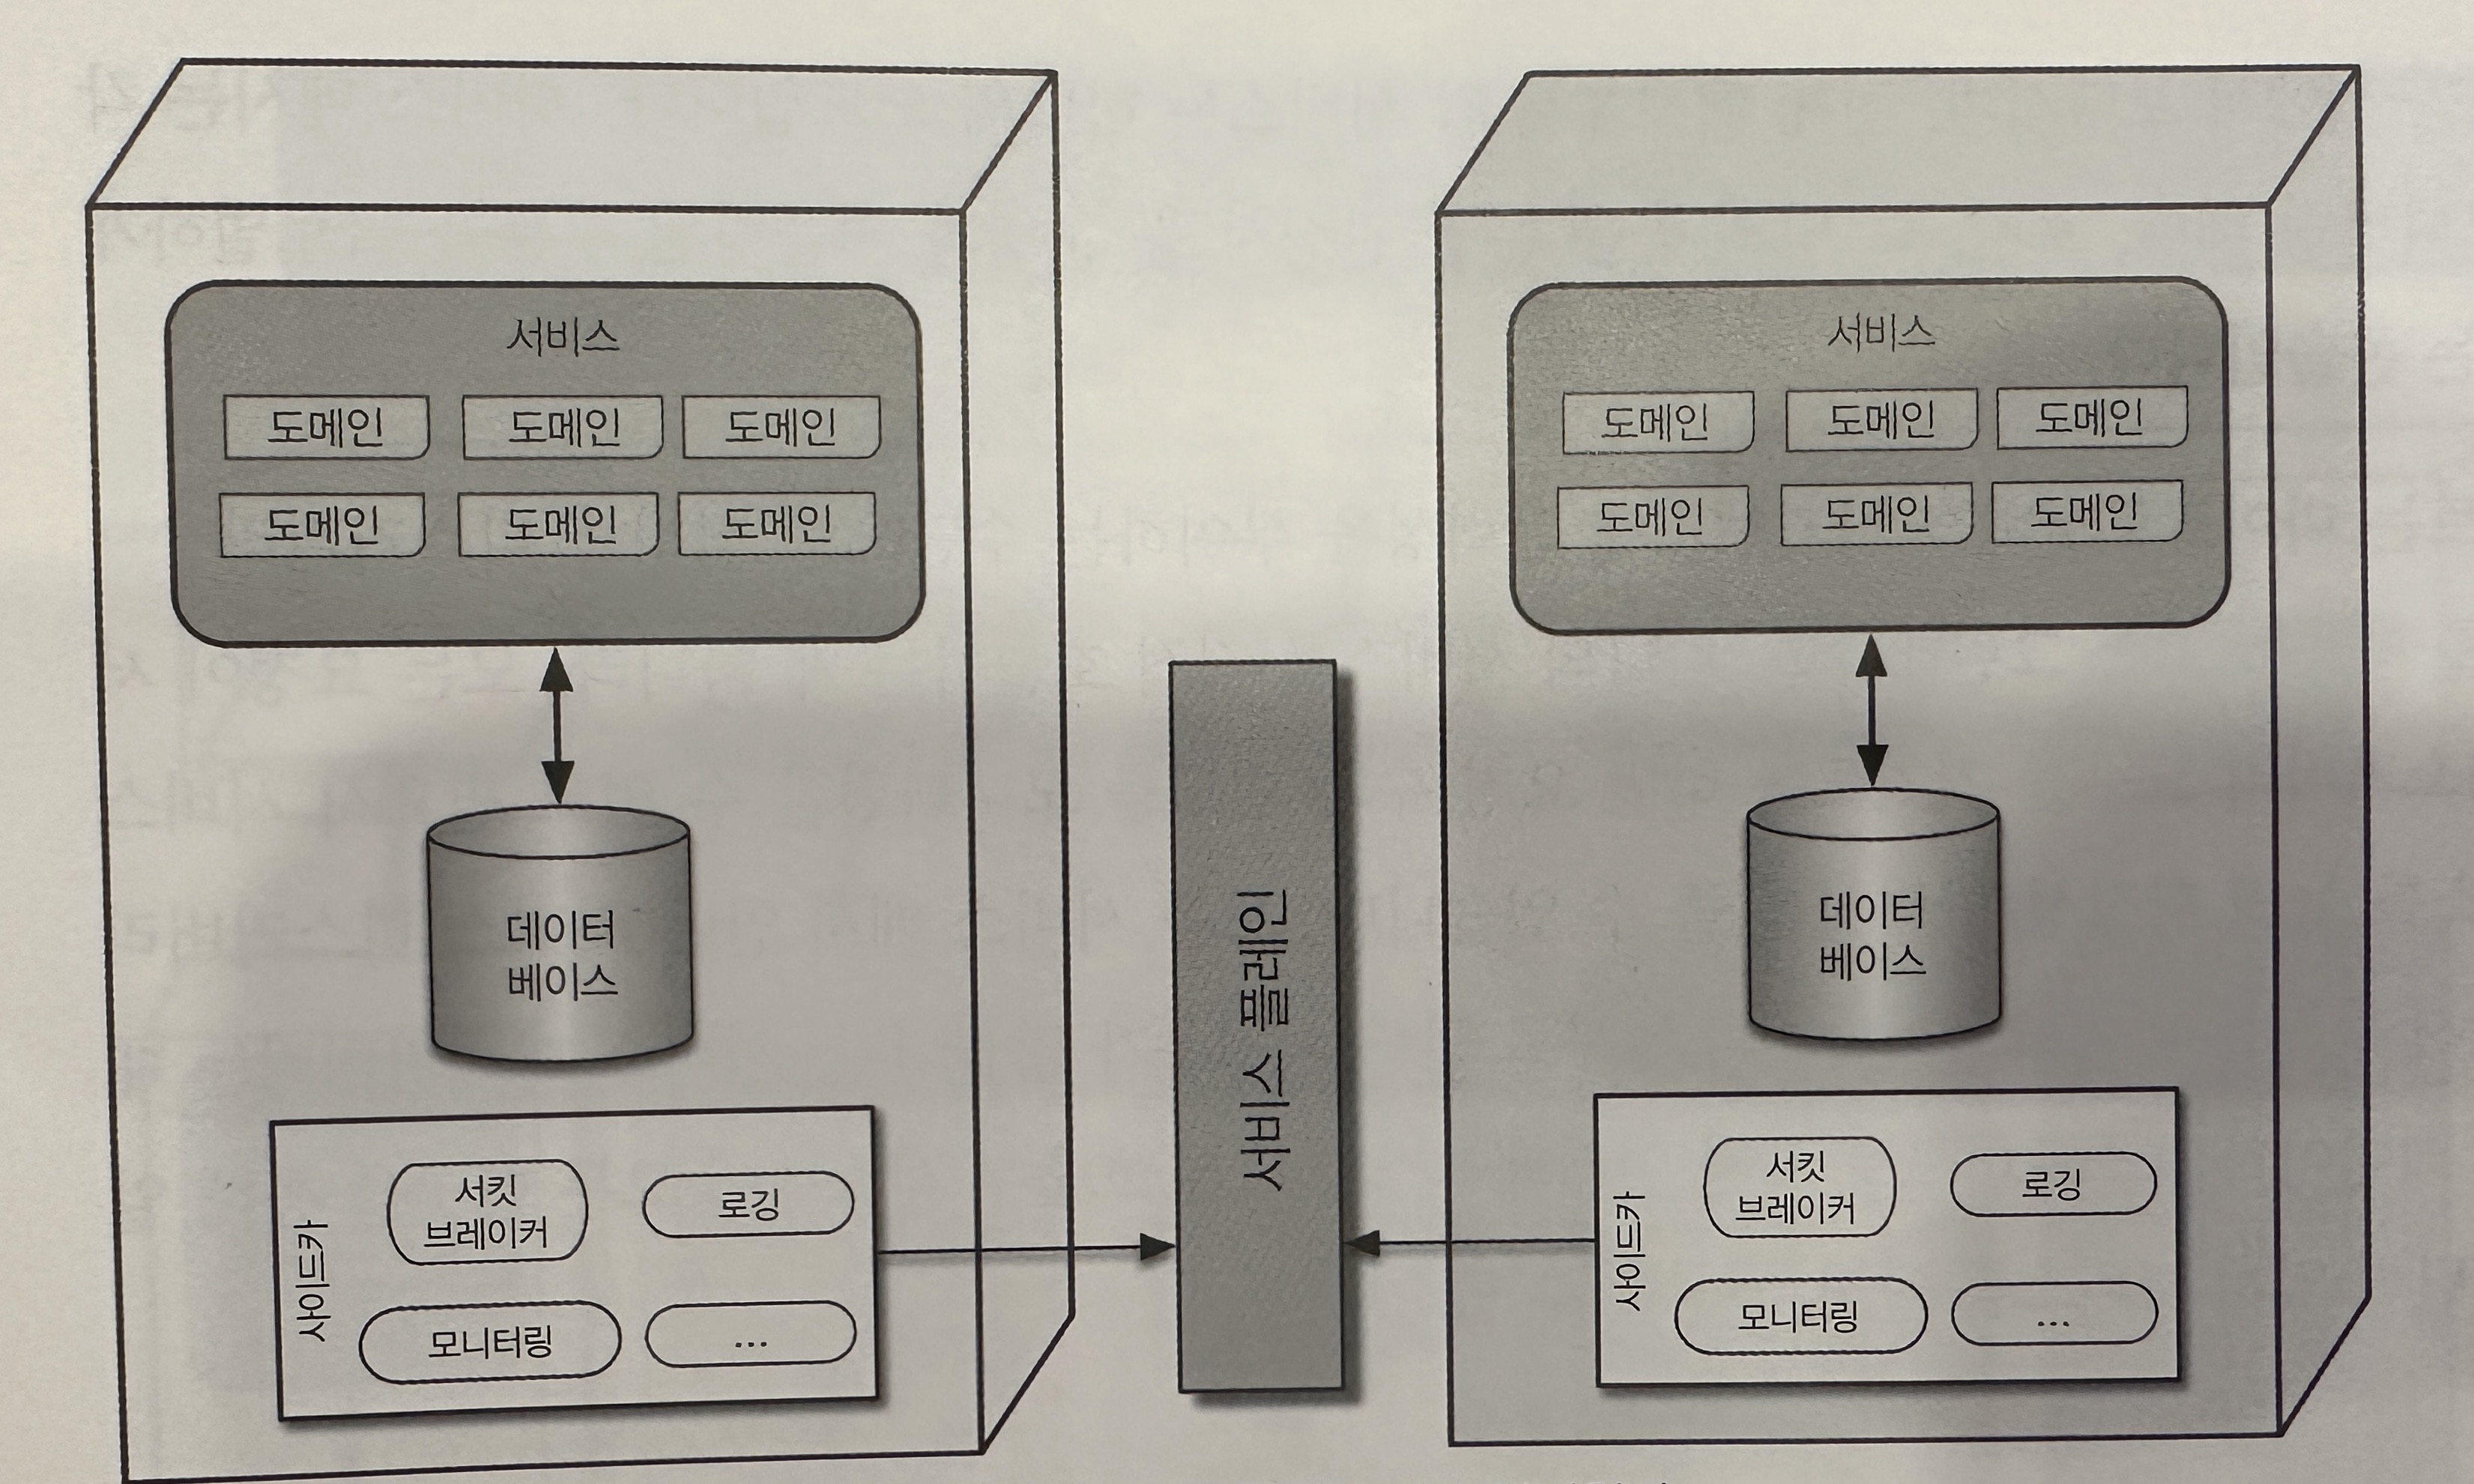 서비스
도메인 도메인 도메인
도메인 도메인 도메인
데이터
베이스
사이드카
서킷
브레이커
로깅
모니터링
...
서비스 플레인
서비스
도메인 도메인 도메인
도메인 도메인 도메인
데이터
베이스
사이드카
서킷
브레이커
로깅
모니터링
...